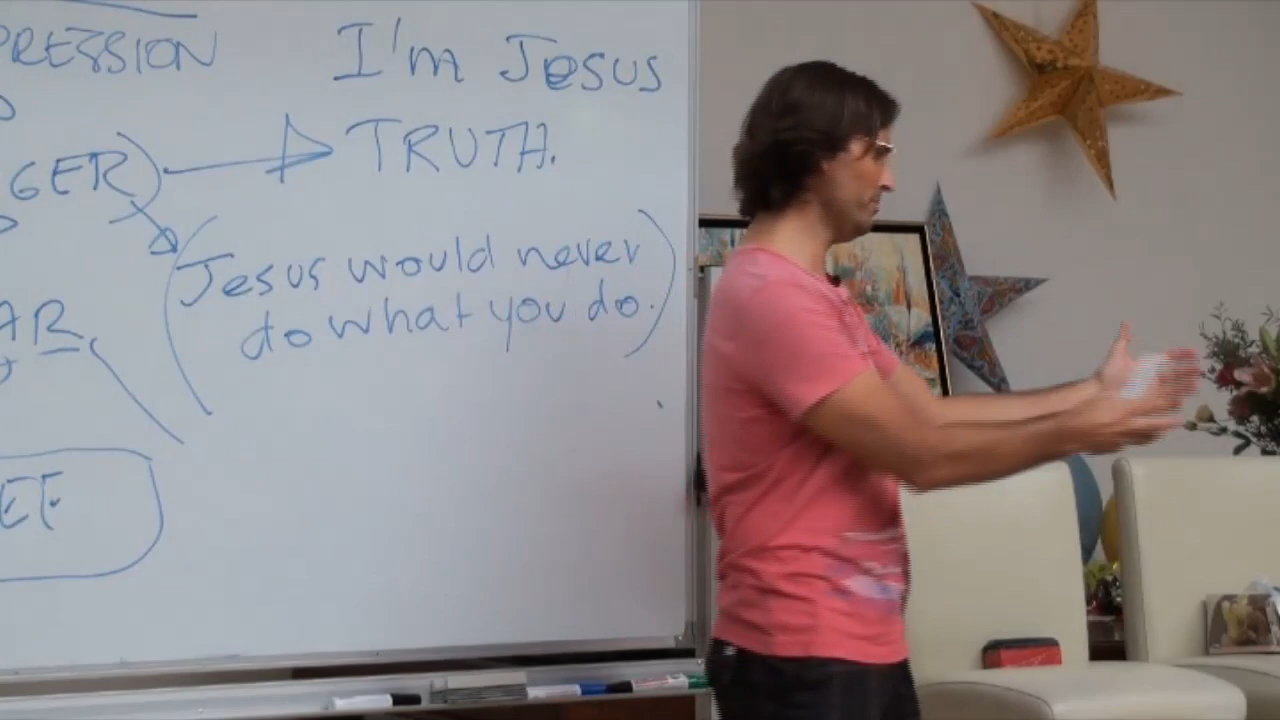 PRESSION
I'm Jesus
GER) TRUTH.
(Jesus would never
do what you do.)
AR
EF